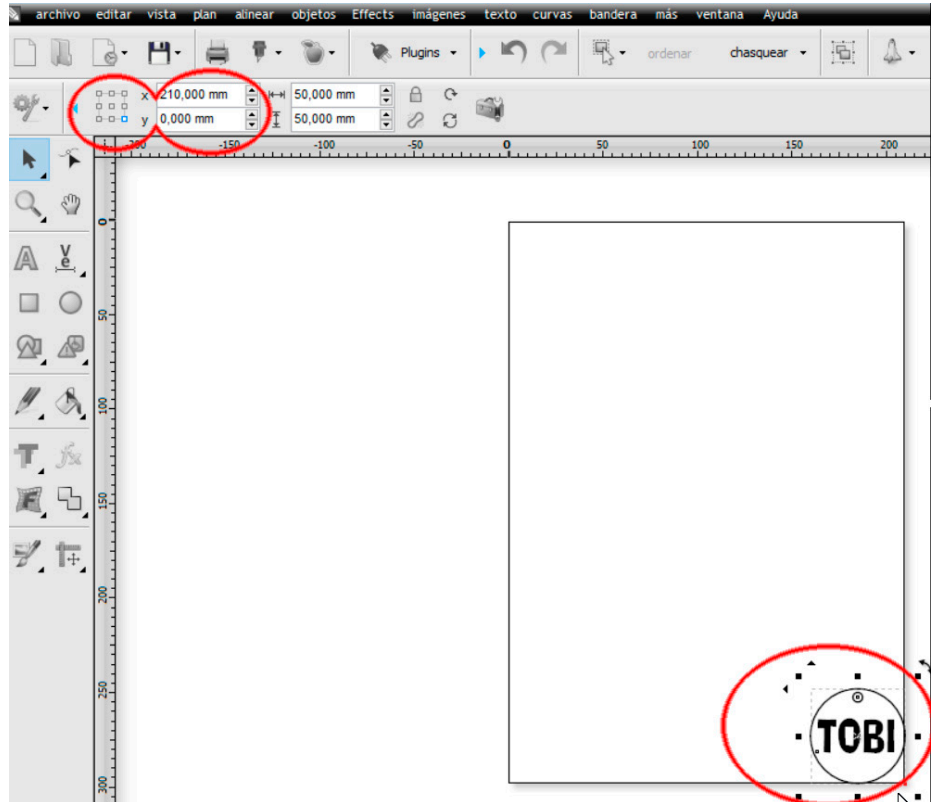 archivo editar vista plan alinear objetos Effects imágenes texto curvas bandera más ventana Ayuda
Plugins ordenar chasquear
x 210,000 mm 50,000 mm
y 0,000 mm 50,000 mm
-200 -150 -100 -50 0 50 100 150 200
0
50
100
150
200
250
300
TOBI